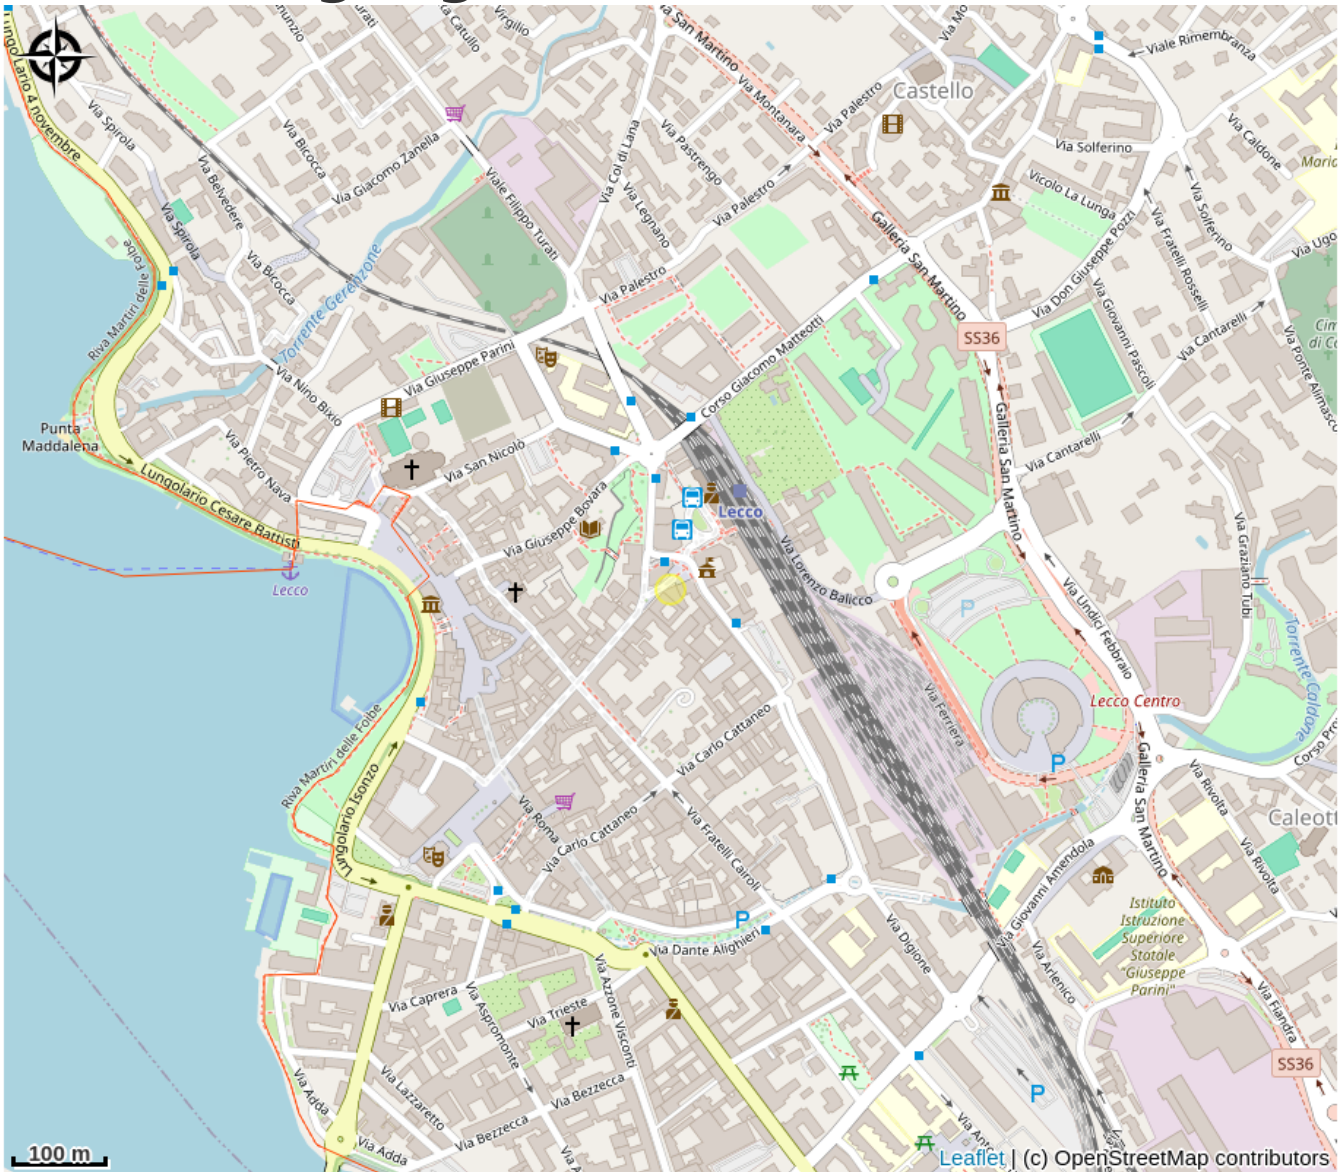 Via Catullo
Virgilio
San Martino
Via Montanara
Viale Rimembranza
Castello
Via Palestro
Lungo Lario 4 novembre
Via Spirola
Via Bicocca
Via Giacomo Zanella
Via Belvedere
Via Col di Lana
Via Pastrengo
Via Solferino
Via Caldone
Viale Filippo Turati
Via Legnano
Via Palestro
Vicolo La Lunga
Via Solferino
Via Spirola
Via Bicocca
Galleria San Martino
Via Fratelli Rosselli
Via Ugo
Riva Martiri delle Foibe
Torrente Gerenzone
Via Palestro
Via Don Giuseppe Pozzi
Via Giovanni Pascoli
Via Cantarelli
Via Ponte Alimasco
SS36
Via Giuseppe Parini
Corso Giacomo Matteotti
Via Nino Bixio
Punta
Maddalena
Via Pietro Nava
Via San Nicolò
Galleria San Martino
Via Cantarelli
Lungolario Cesare Battisti
Via Giuseppe Bovara
Lecco
Via Lorenzo Balicco
Via Graziano Tubi
Lecco
Via Undici Febbraio
P
Torrente Caldone
Via Ferriera
Lecco Centro
Riva Martiri delle Foibe
Via Carlo Cattaneo
P
Galleria San Martino
Corso Pro
Lungolario Isonzo
Via Roma
Via Carlo Cattaneo
Via Fratelli Cairoli
Via Rivolta
Caleott
Via Rivolta
Via Giovanni Amendola
P
Via Dante Alighieri
Via Digione
Via Arlenico
Istituto
Istruzione
Superiore
Statale
"Giuseppe
Parini"
Via Caprera
Via Trieste
Via Aspromonte
Via Azzone Visconti
Via Fiandra
SS36
Via Adda
Via Lazzaretto
Via Bezzecca
Via Bezzecca
P
Via Adda
100 m
Leaflet | (c) OpenStreetMap contributors